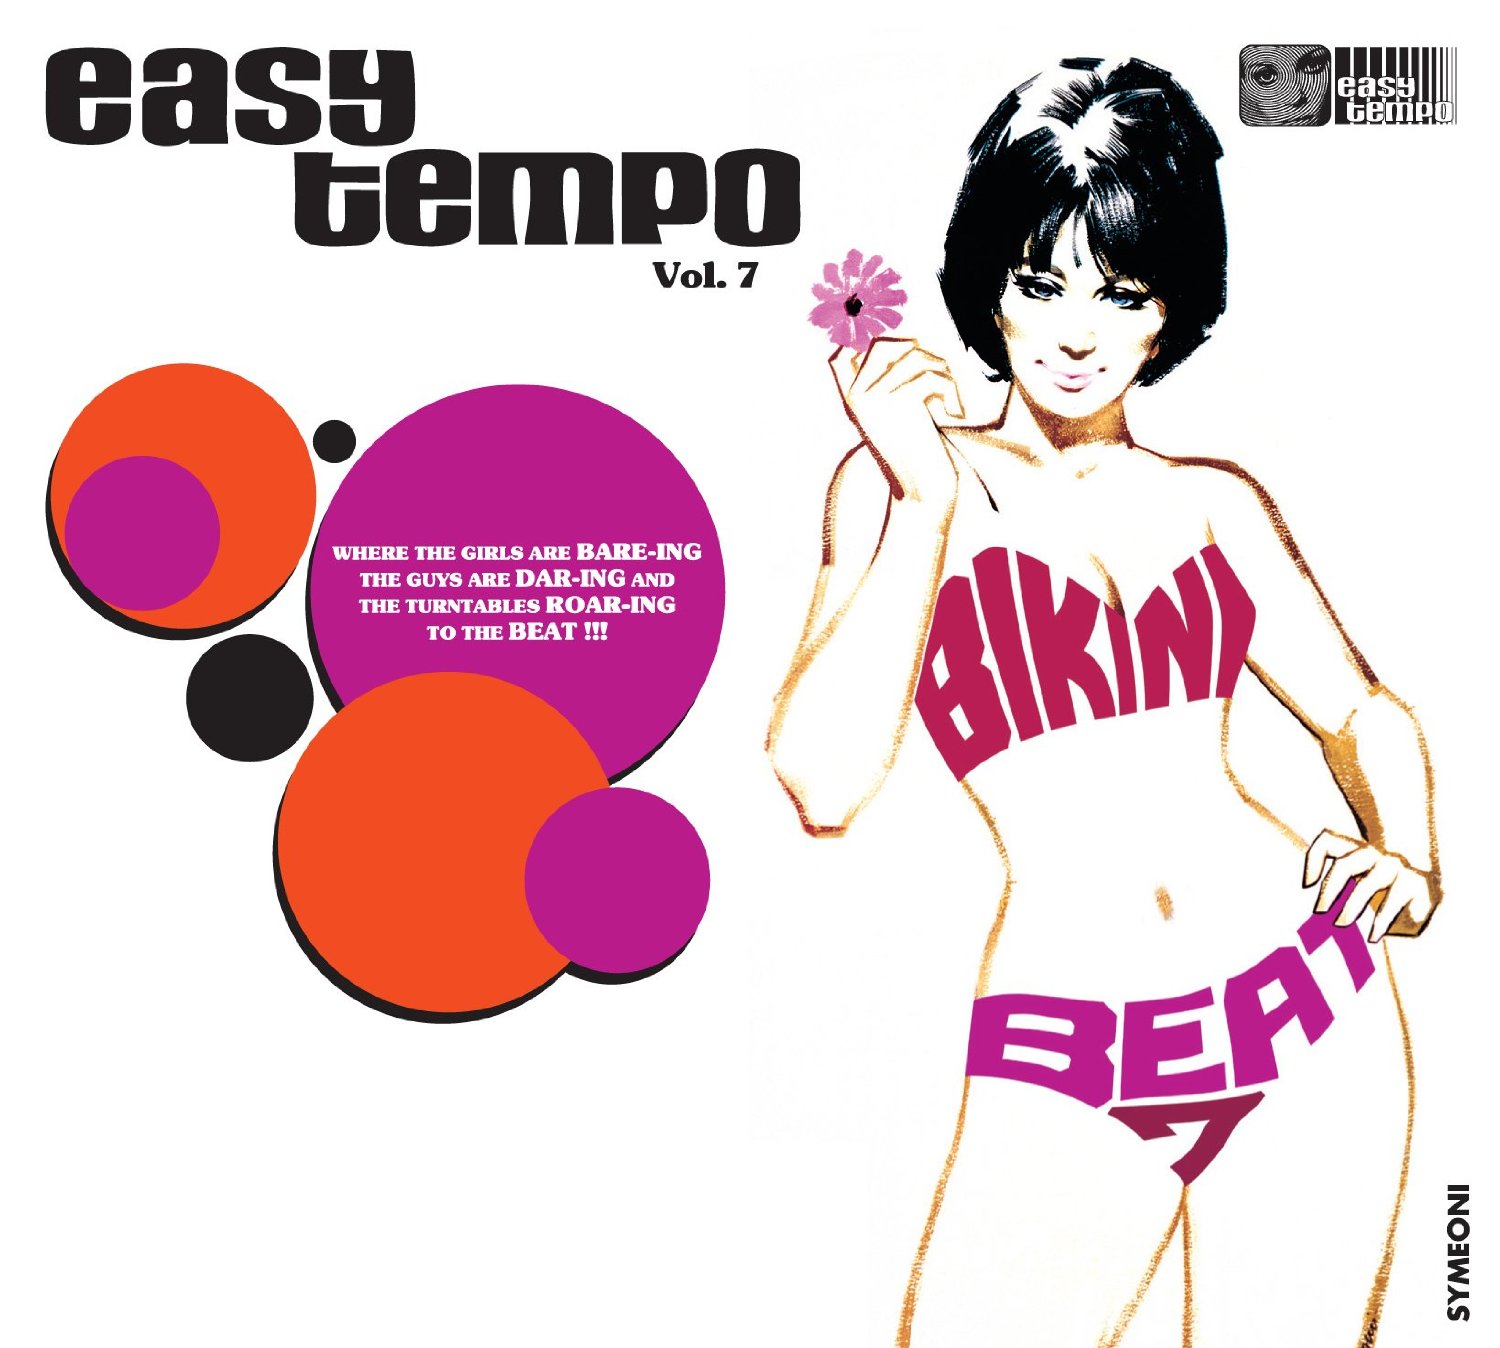 easy
tempo
Vol. 7
easy
tempo
WHERE THE GIRLS ARE BARE-ING
THE GUYS ARE DAR-ING AND
THE TURNTABLES ROAR-ING
TO THE BEAT !!!
BIKINI
BEAT
7
SYMEONI